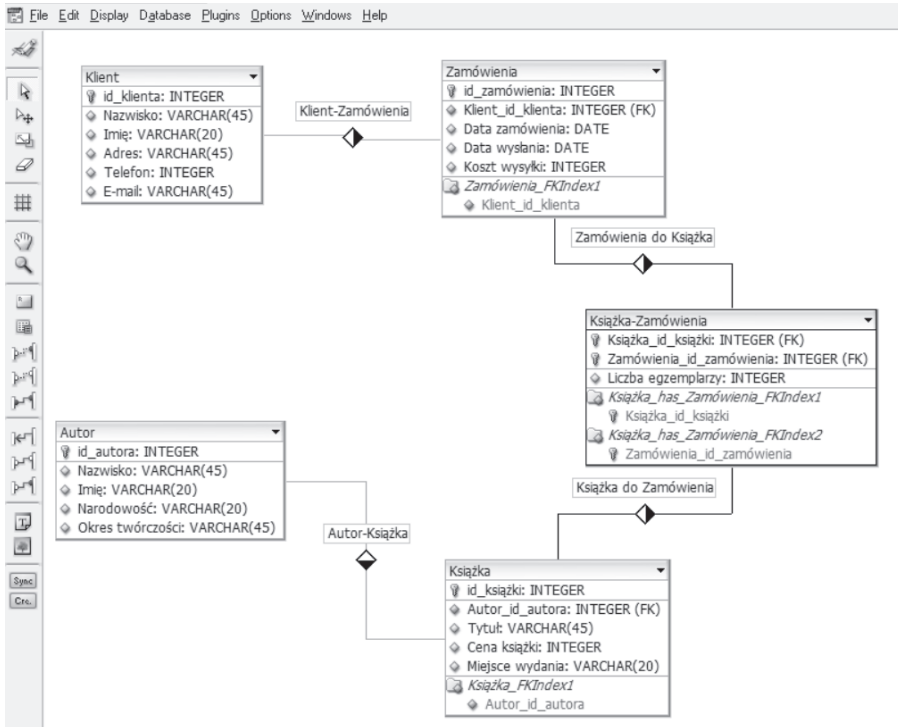 File Edit Display Database Plugins Options Windows Help
Klient
id_klienta: INTEGER
Nazwisko: VARCHAR(45)
Imię: VARCHAR(20)
Adres: VARCHAR(45)
Telefon: INTEGER
E-mail: VARCHAR(45)
Klient-Zamówienia
Zamówienia
id_zamówienia: INTEGER
Klient_id_klienta: INTEGER (FK)
Data zamówienia: DATE
Data wysłania: DATE
Koszt wysyłki: INTEGER
Zamówienia_FKIndex1
Klient_id_klienta
Zamówienia do Książka
Książka-Zamówienia
Książka_id_książki: INTEGER (FK)
Zamówienia_id_zamówienia: INTEGER (FK)
Liczba egzemplarzy: INTEGER
Książka_has_Zamówienia_FKIndex1
Książka_id_książki
Książka_has_Zamówienia_FKIndex2
Zamówienia_id_zamówienia
Książka do Zamówienia
Autor
id_autora: INTEGER
Nazwisko: VARCHAR(45)
Imię: VARCHAR(20)
Narodowość: VARCHAR(20)
Okres twórczości: VARCHAR(45)
Autor-Książka
Książka
id_książki: INTEGER
Autor_id_autora: INTEGER (FK)
Tytuł: VARCHAR(45)
Cena książki: INTEGER
Miejsce wydania: VARCHAR(20)
Książka_FKIndex1
Autor_id_autora
Sync
Cre.